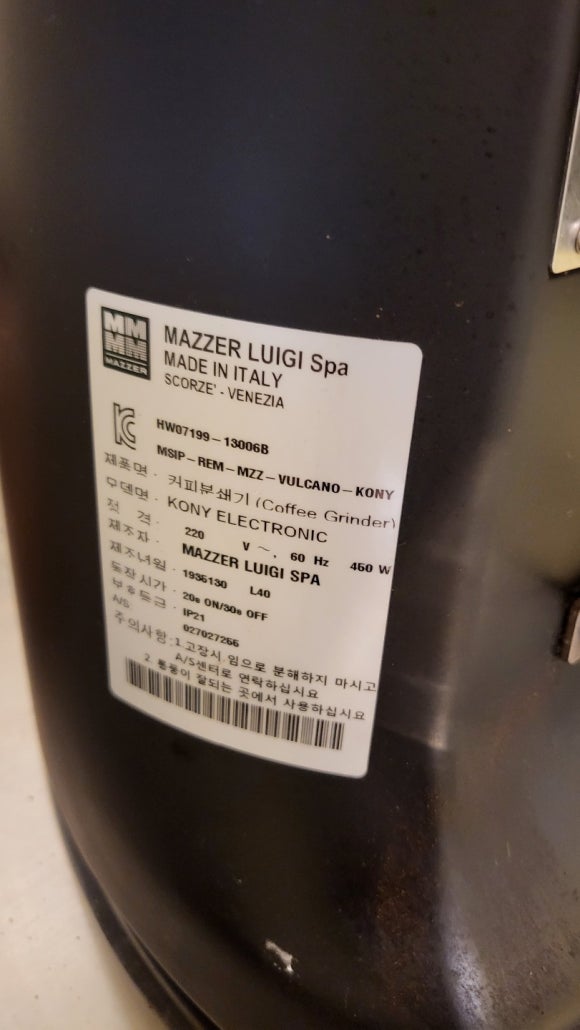 MM
MM
MAZZER
MAZZER LUIGI Spa
MADE IN ITALY
SCORZE' - VENEZIA
HW07199-13006B
MSIP-REM-MZZ-VULCANO-KONY
제품명 . 커피분쇄기 (Coffee Grinder)
모델명 . KONY ELECTRONIC
정 격 . 220 V ~, 60 Hz 450 W
제조자 . MAZZER LUIGI SPA
제조년월 . 1936130 L40
동작시간 . 20s ON/30s OFF
보호등급 . IP21
A/S 027027266
주의사항 : 1.고장시 임으로 분해하지 마시고
A/S센터로 연락하십시요
2. 통풍이 잘되는 곳에서 사용하십시요